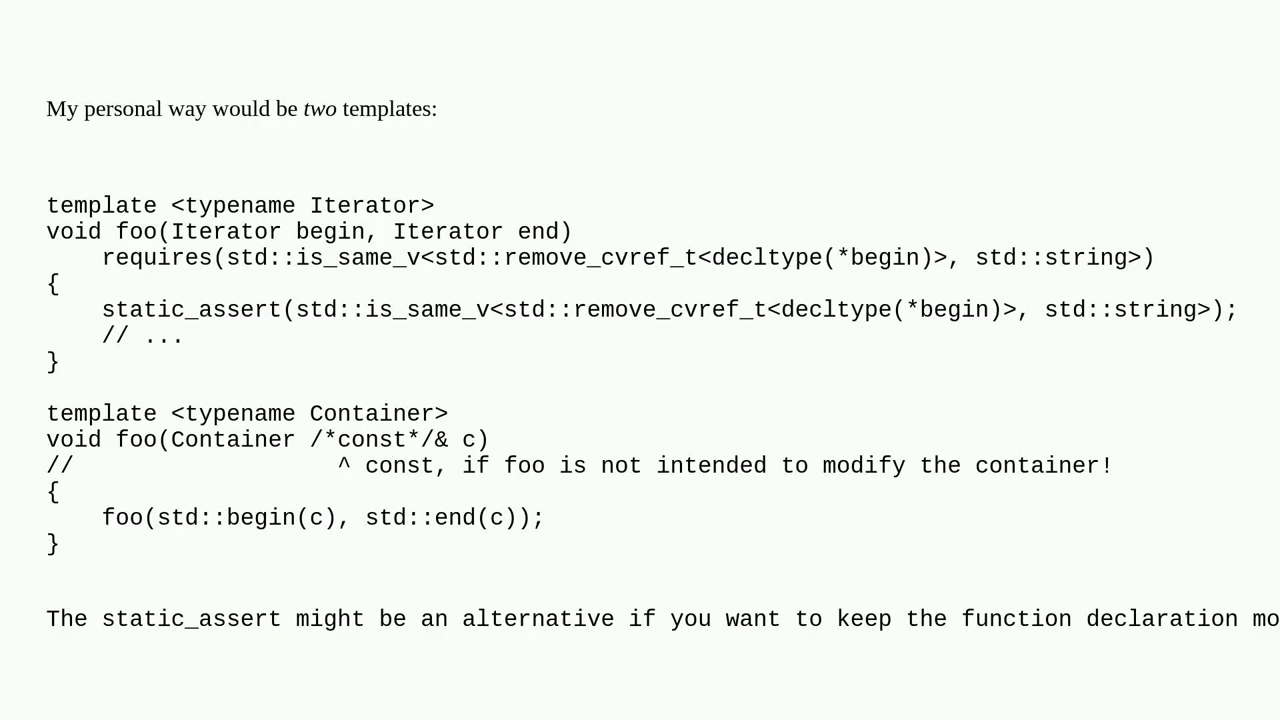 My personal way would be two templates:
template <typename Iterator>
void foo(Iterator begin, Iterator end)
    requires(std::is_same_v<std::remove_cvref_t<decltype(*begin)>, std::string>)
{
    static_assert(std::is_same_v<std::remove_cvref_t<decltype(*begin)>, std::string>);
    // ...
}
template <typename Container>
void foo(Container /*const*/& c)
//                   ^ const, if foo is not intended to modify the container!
{
    foo(std::begin(c), std::end(c));
}
The static_assert might be an alternative if you want to keep the function declaration mo